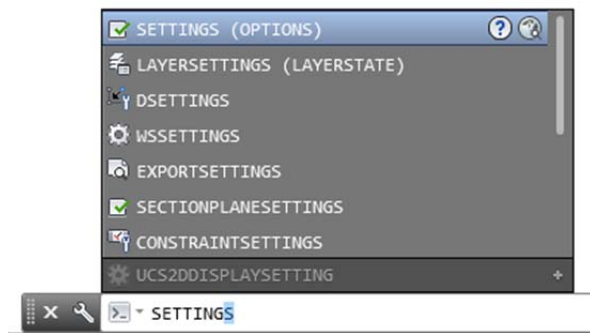 SETTINGS (OPTIONS)
LAYERSETTINGS (LAYERSTATE)
DSETTINGS
WSSETTINGS
EXPORTSETTINGS
SECTIONPLANESETTINGS
CONSTRAINTSETTINGS
UCS2DDISPLAYSETTING +
SETTINGS